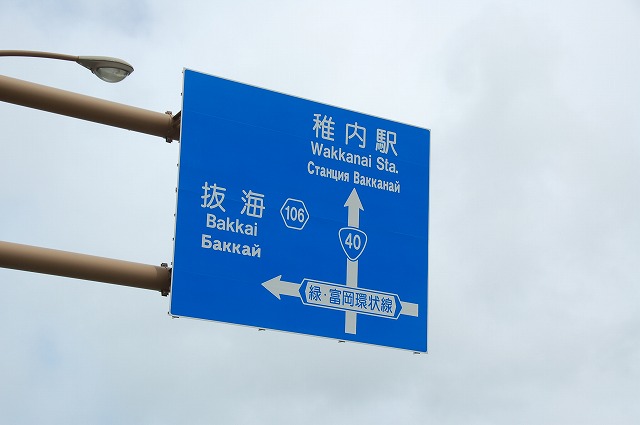 稚内駅
Wakkanai Sta.
Станция Вакканай
抜海
106
Bakkai
Баккай
40
緑・富岡環状線